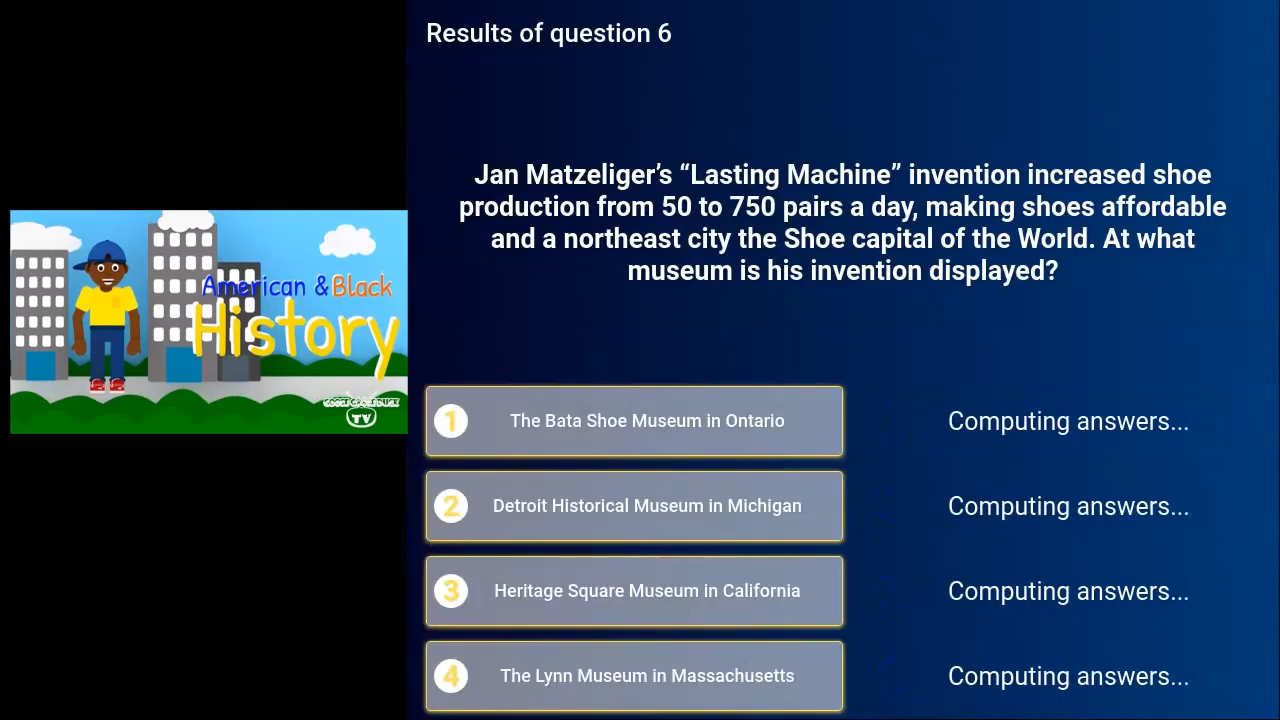 Results of question 6
Jan Matzeliger’s “Lasting Machine” invention increased shoe
production from 50 to 750 pairs a day, making shoes affordable
and a northeast city the Shoe capital of the World. At what
museum is his invention displayed?
American & Black
History
TV
1 The Bata Shoe Museum in Ontario Computing answers...
2 Detroit Historical Museum in Michigan Computing answers...
3 Heritage Square Museum in California Computing answers...
4 The Lynn Museum in Massachusetts Computing answers...